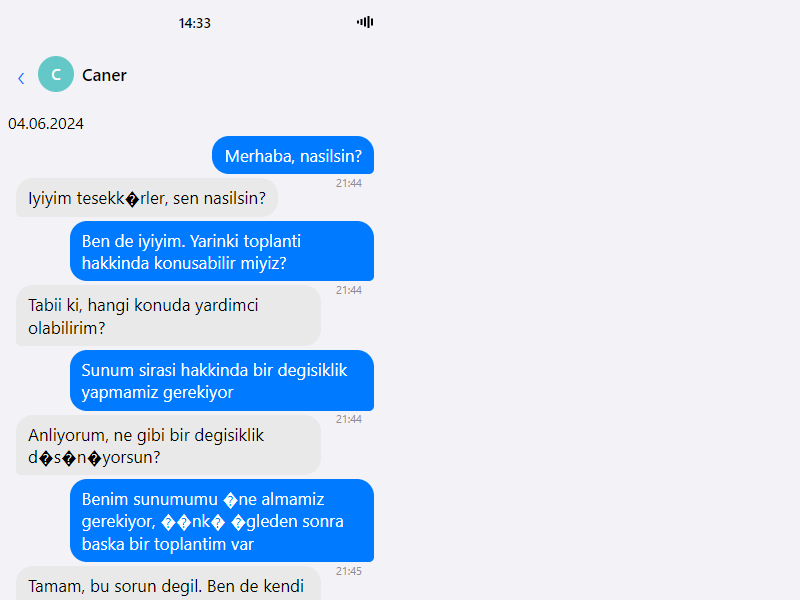 14:33
‹
C
Caner
04.06.2024
Merhaba, nasilsin?
21:44
Iyiyim tesekk�rler, sen nasilsin?
Ben de iyiyim. Yarinki toplanti
hakkinda konusabilir miyiz?
21:44
Tabii ki, hangi konuda yardimci
olabilirim?
Sunum sirasi hakkinda bir degisiklik
yapmamiz gerekiyor
21:44
Anliyorum, ne gibi bir degisiklik
d�s�n�yorsun?
Benim sunumumu �ne almamiz
gerekiyor, ��nk� �gleden sonra
baska bir toplantim var
21:45
Tamam, bu sorun degil. Ben de kendi